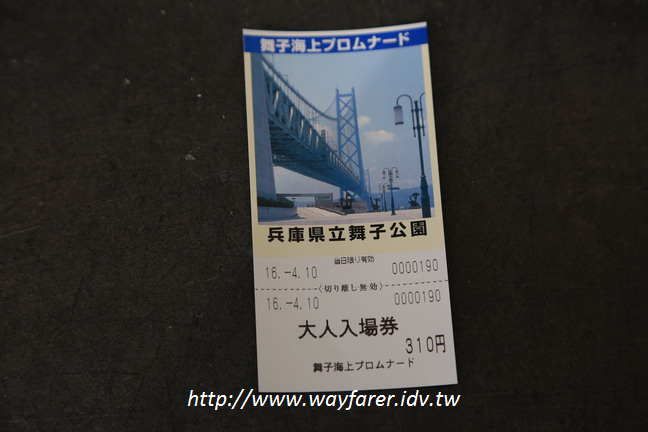 舞子海上プロムナード
兵庫県立舞子公園
当日限り有効
16.-4.10 0000190
〈切り離し無効〉
16.-4.10 0000190
大人入場券
310円
舞子海上プロムナード
http://www.wayfarer.idv.tw